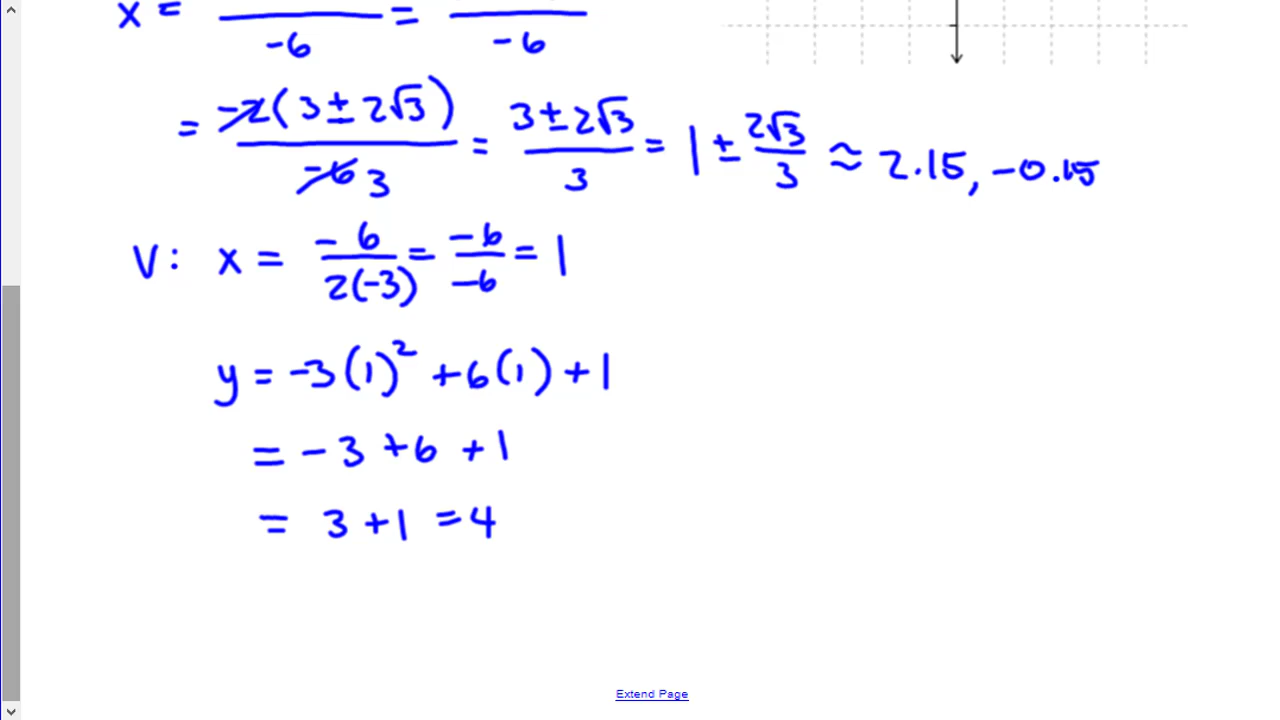 x = ―― = ――
-6 -6
= -2(3 ± 2√3)/-6 3 = (3 ± 2√3)/3 = 1 ± 2√3/3 ≈ 2.15, -0.15
V: x = -6/2(-3) = -6/-6 = 1
y = -3(1)² + 6(1) + 1
= -3 + 6 + 1
= 3 + 1 = 4
Extend Page